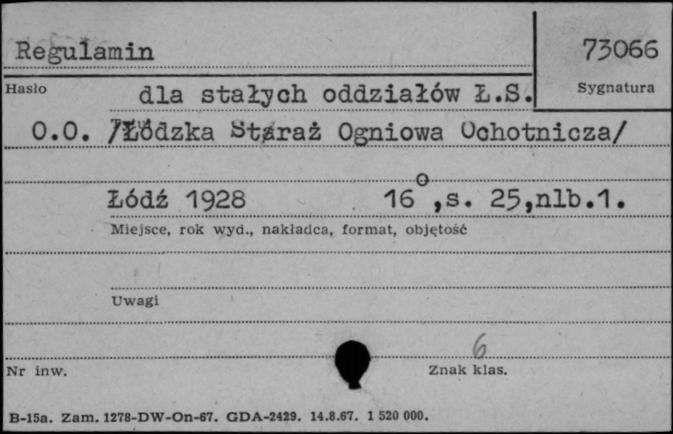 Regulamin
73066
Hasło
Sygnatura
dla stałych oddziałów Ł.S.
O.O. /Łódzka Straż Ogniowa Ochotnicza/
Łódź 1928 16°,s. 25,nlb.1.
Miejsce, rok wyd., nakładca, format, objętość
Uwagi
6
Nr inw.
Znak klas.
B-15a. Zam. 1278-DW-On-67. GDA-2429. 14.8.67. 1 520 000.